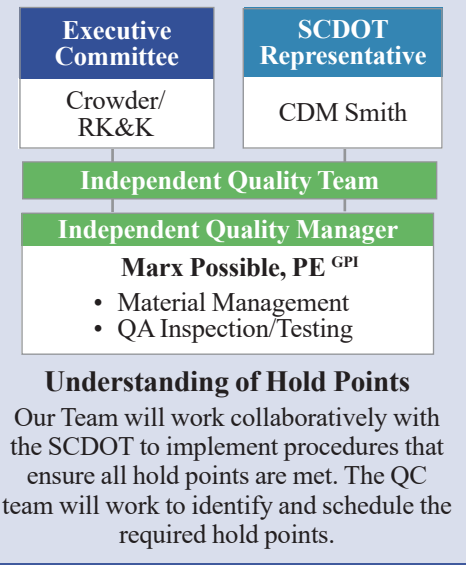 Executive
Committee
Crowder/
RK&K
SCDOT
Representative
CDM Smith
Independent Quality Team
Independent Quality Manager
Marx Possible, PE GPI
• Material Management
• QA Inspection/Testing
Understanding of Hold Points
Our Team will work collaboratively with
the SCDOT to implement procedures that
ensure all hold points are met. The QC
team will work to identify and schedule the
required hold points.